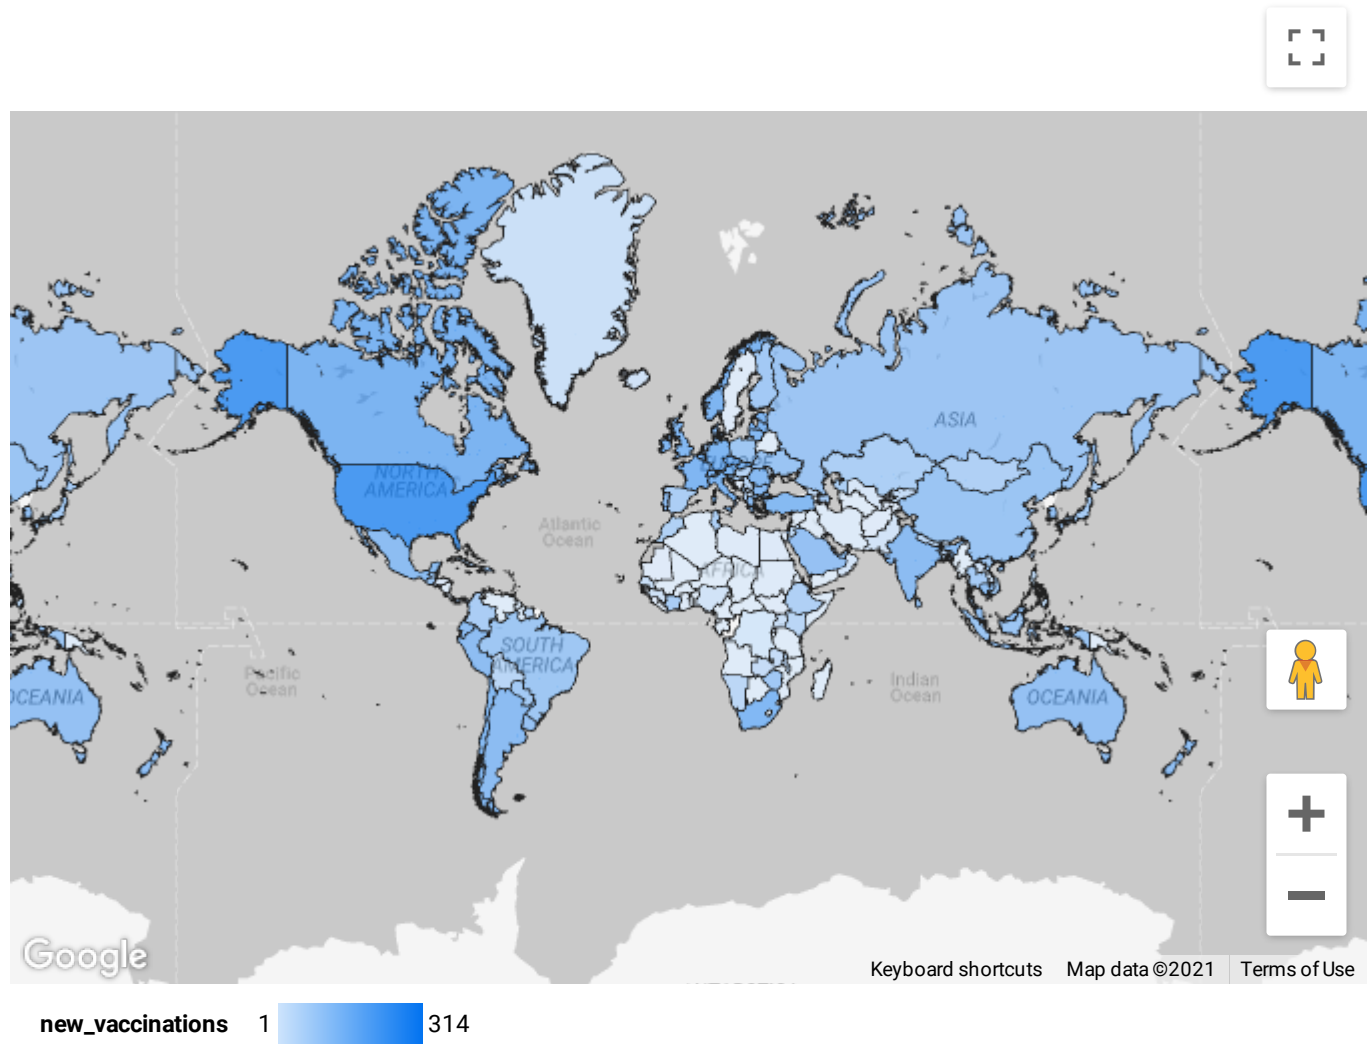 NORTH
AMERICA
ASIA
EUROPE
Atlantic
Ocean
AFRICA
SOUTH
AMERICA
Pacific
Ocean
Indian
Ocean
OCEANIA
OCEANIA
Google
Keyboard shortcuts
Map data ©2021
Terms of Use
new_vaccinations 1 314